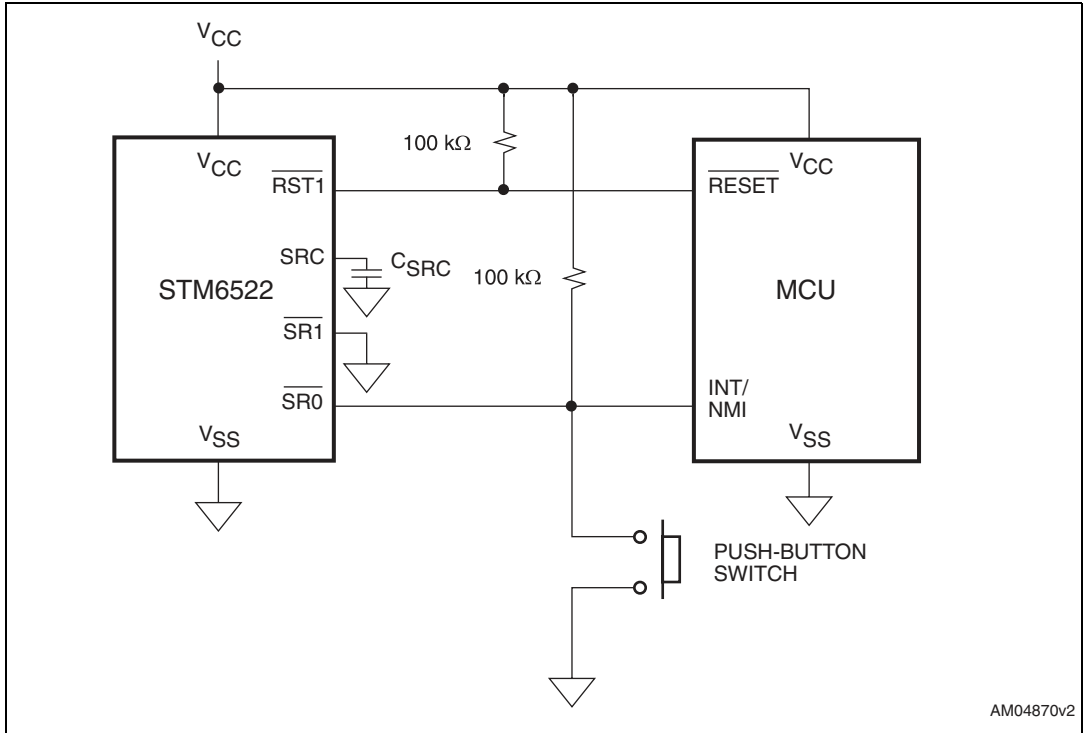 VCC
100 kΩ
VCC
RST1
SRC
CSRC
STM6522
SR1
SR0
VSS
100 kΩ
VCC
RESET
MCU
INT/
NMI
VSS
PUSH-BUTTON
SWITCH
AM04870v2